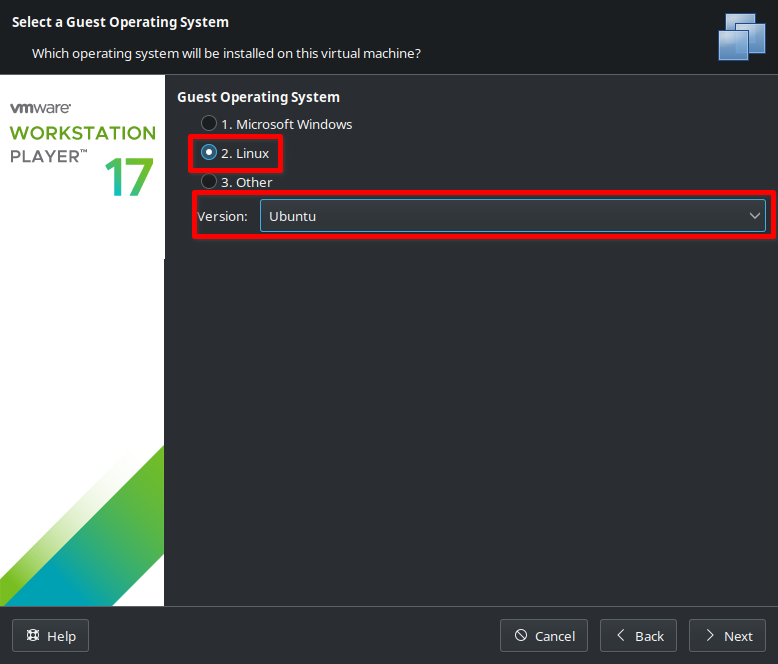 Select a Guest Operating System
Which operating system will be installed on this virtual machine?
vmware®
WORKSTATION
PLAYER™
17
Guest Operating System
1. Microsoft Windows
2. Linux
3. Other
Version: Ubuntu
Help Cancel Back Next